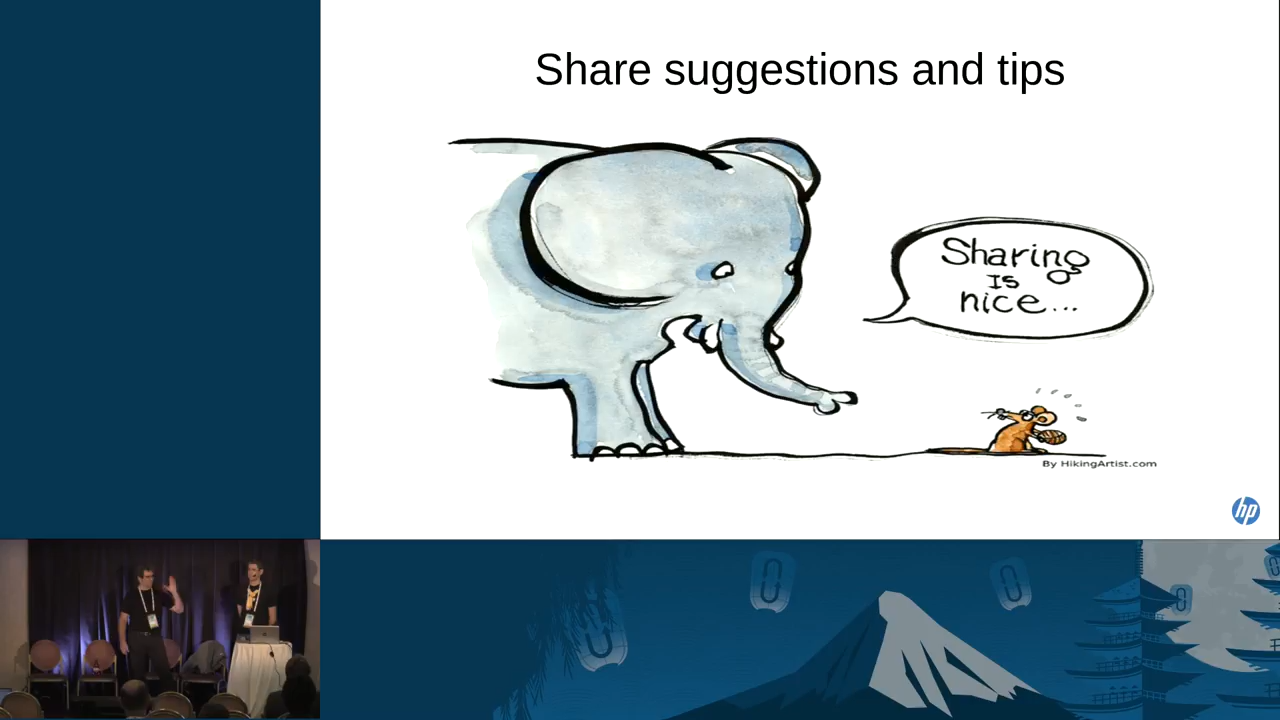 Share suggestions and tips
Sharing
Is
nice...
By HikingArtist.com
hp